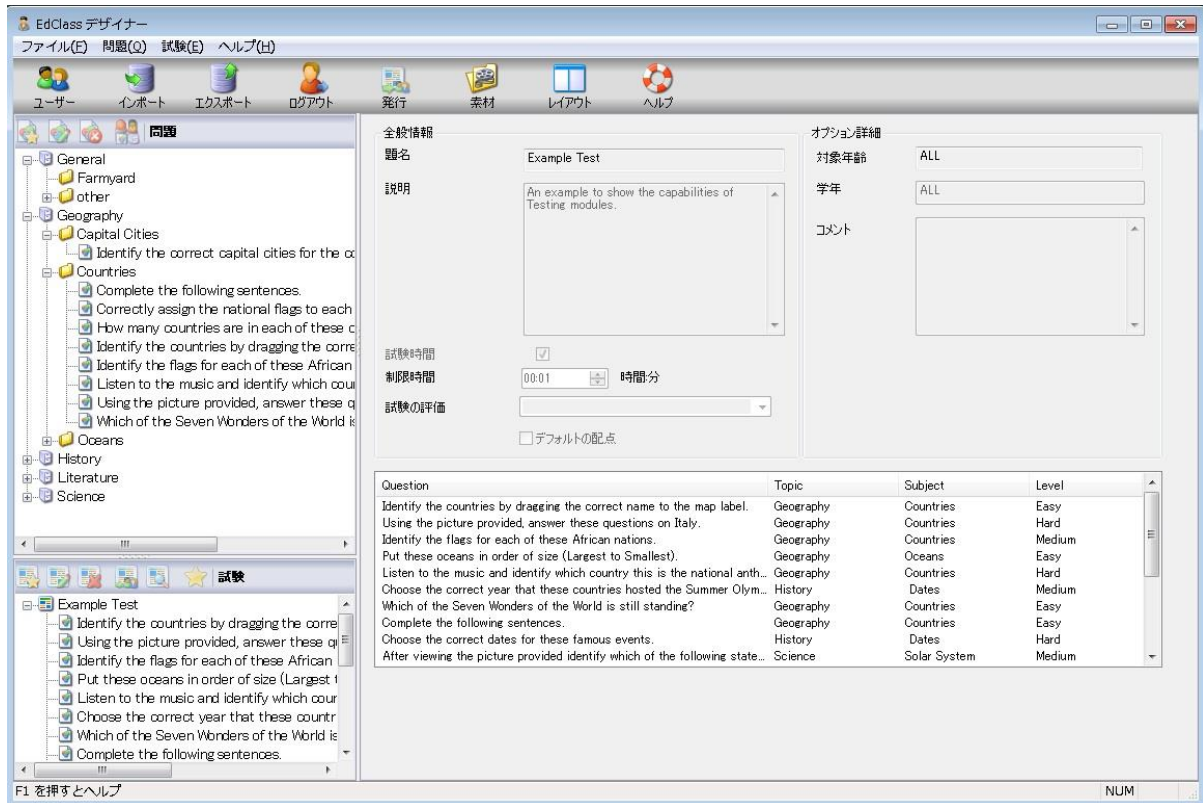 EdClass デザイナー
ファイル(F) 問題(Q) 試験(E) ヘルプ(H)
ユーザー インポート エクスポート ログアウト 発行 素材 レイアウト ヘルプ
問題
General
Farmyard
other
Geography
Capital Cities
Identify the correct capital cities for the co
Countries
Complete the following sentences.
Correctly assign the national flags to each
How many countries are in each of these c
Identify the countries by dragging the corre
Identify the flags for each of these African
Listen to the music and identify which cour
Using the picture provided, answer these q
Which of the Seven Wonders of the World is
Oceans
History
Literature
Science
試験
Example Test
Identify the countries by dragging the corre
Using the picture provided, answer these qu
Identify the flags for each of these African
Put these oceans in order of size (Largest t
Listen to the music and identify which cour
Choose the correct year that these countr
Which of the Seven Wonders of the World is
Complete the following sentences.
全般情報
題名 Example Test
説明 An example to show the capabilities of
Testing modules.
試験時間
制限時間 00:01 時間:分
試験の評価
デフォルトの配点
オプション詳細
対象年齢 ALL
学年 ALL
コメント
Question Topic Subject Level
Identify the countries by dragging the correct name to the map label. Geography Countries Easy
Using the picture provided, answer these questions on Italy. Geography Countries Hard
Identify the flags for each of these African nations. Geography Countries Medium
Put these oceans in order of size (Largest to Smallest). Geography Oceans Easy
Listen to the music and identify which country this is the national anth... Geography Countries Hard
Choose the correct year that these countries hosted the Summer Olym... History Dates Medium
Which of the Seven Wonders of the World is still standing? Geography Countries Easy
Complete the following sentences. Geography Countries Easy
Choose the correct dates for these famous events. History Dates Hard
After viewing the picture provided identify which of the following state... Science Solar System Medium
F1 を押すとヘルプ NUM